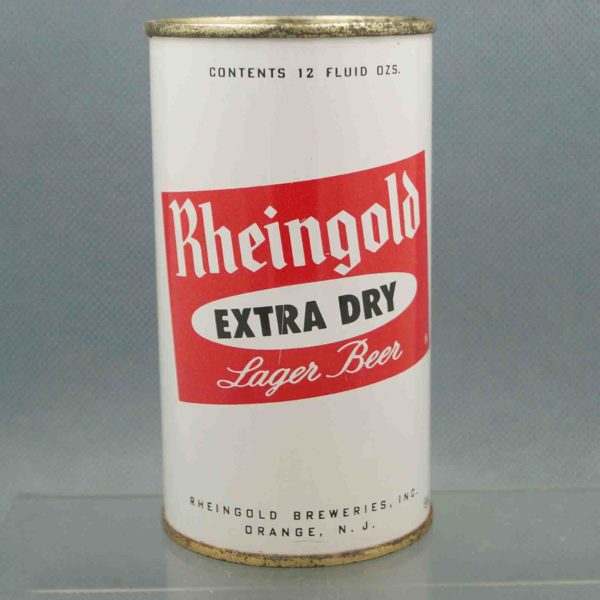 CONTENTS 12 FLUID OZS.
Rheingold
EXTRA DRY
Lager Beer
RHEINGOLD BREWERIES, INC.
ORANGE, N. J.